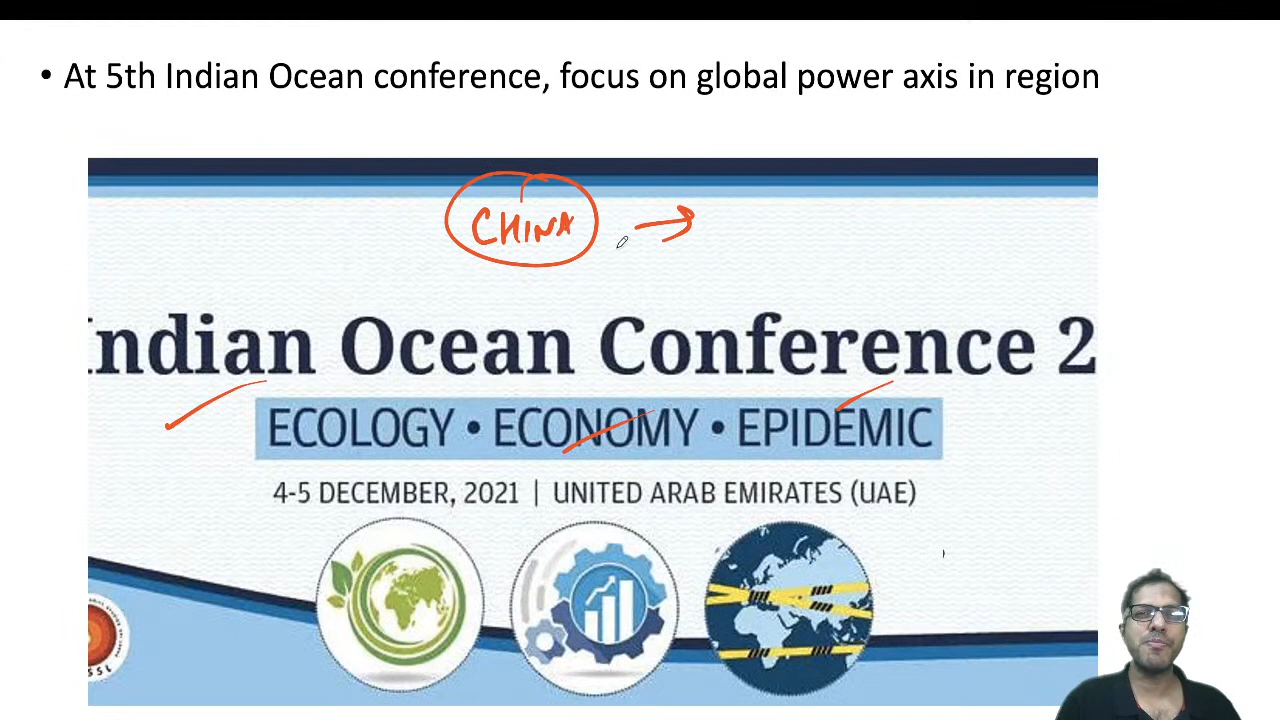 • At 5th Indian Ocean conference, focus on global power axis in region
CHINA
Indian Ocean Conference 2
ECOLOGY • ECONOMY • EPIDEMIC
4-5 DECEMBER, 2021 | UNITED ARAB EMIRATES (UAE)